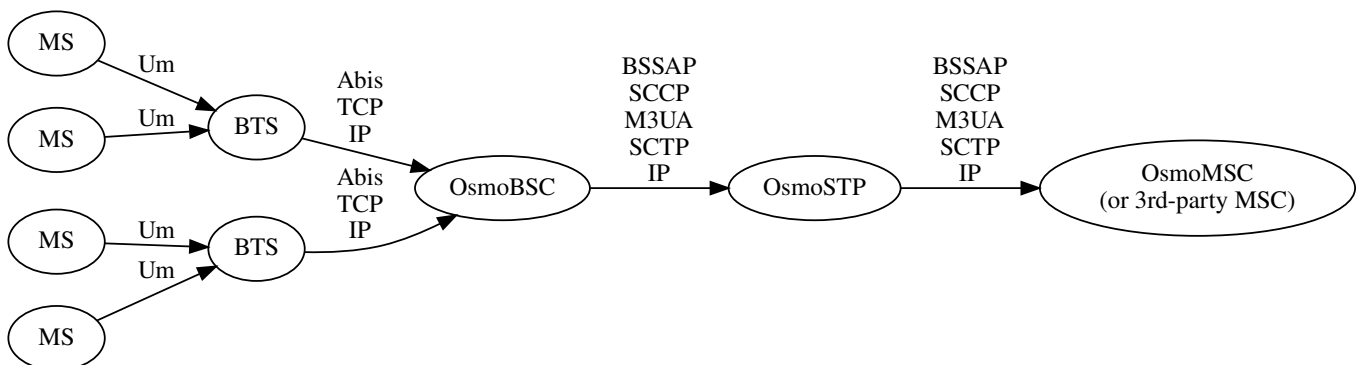 MS
Um
MS
Um
BTS
Abis
TCP
IP
MS
Um
MS
Um
BTS
Abis
TCP
IP
OsmoBSC
BSSAP
SCCP
M3UA
SCTP
IP
OsmoSTP
BSSAP
SCCP
M3UA
SCTP
IP
OsmoMSC
(or 3rd-party MSC)